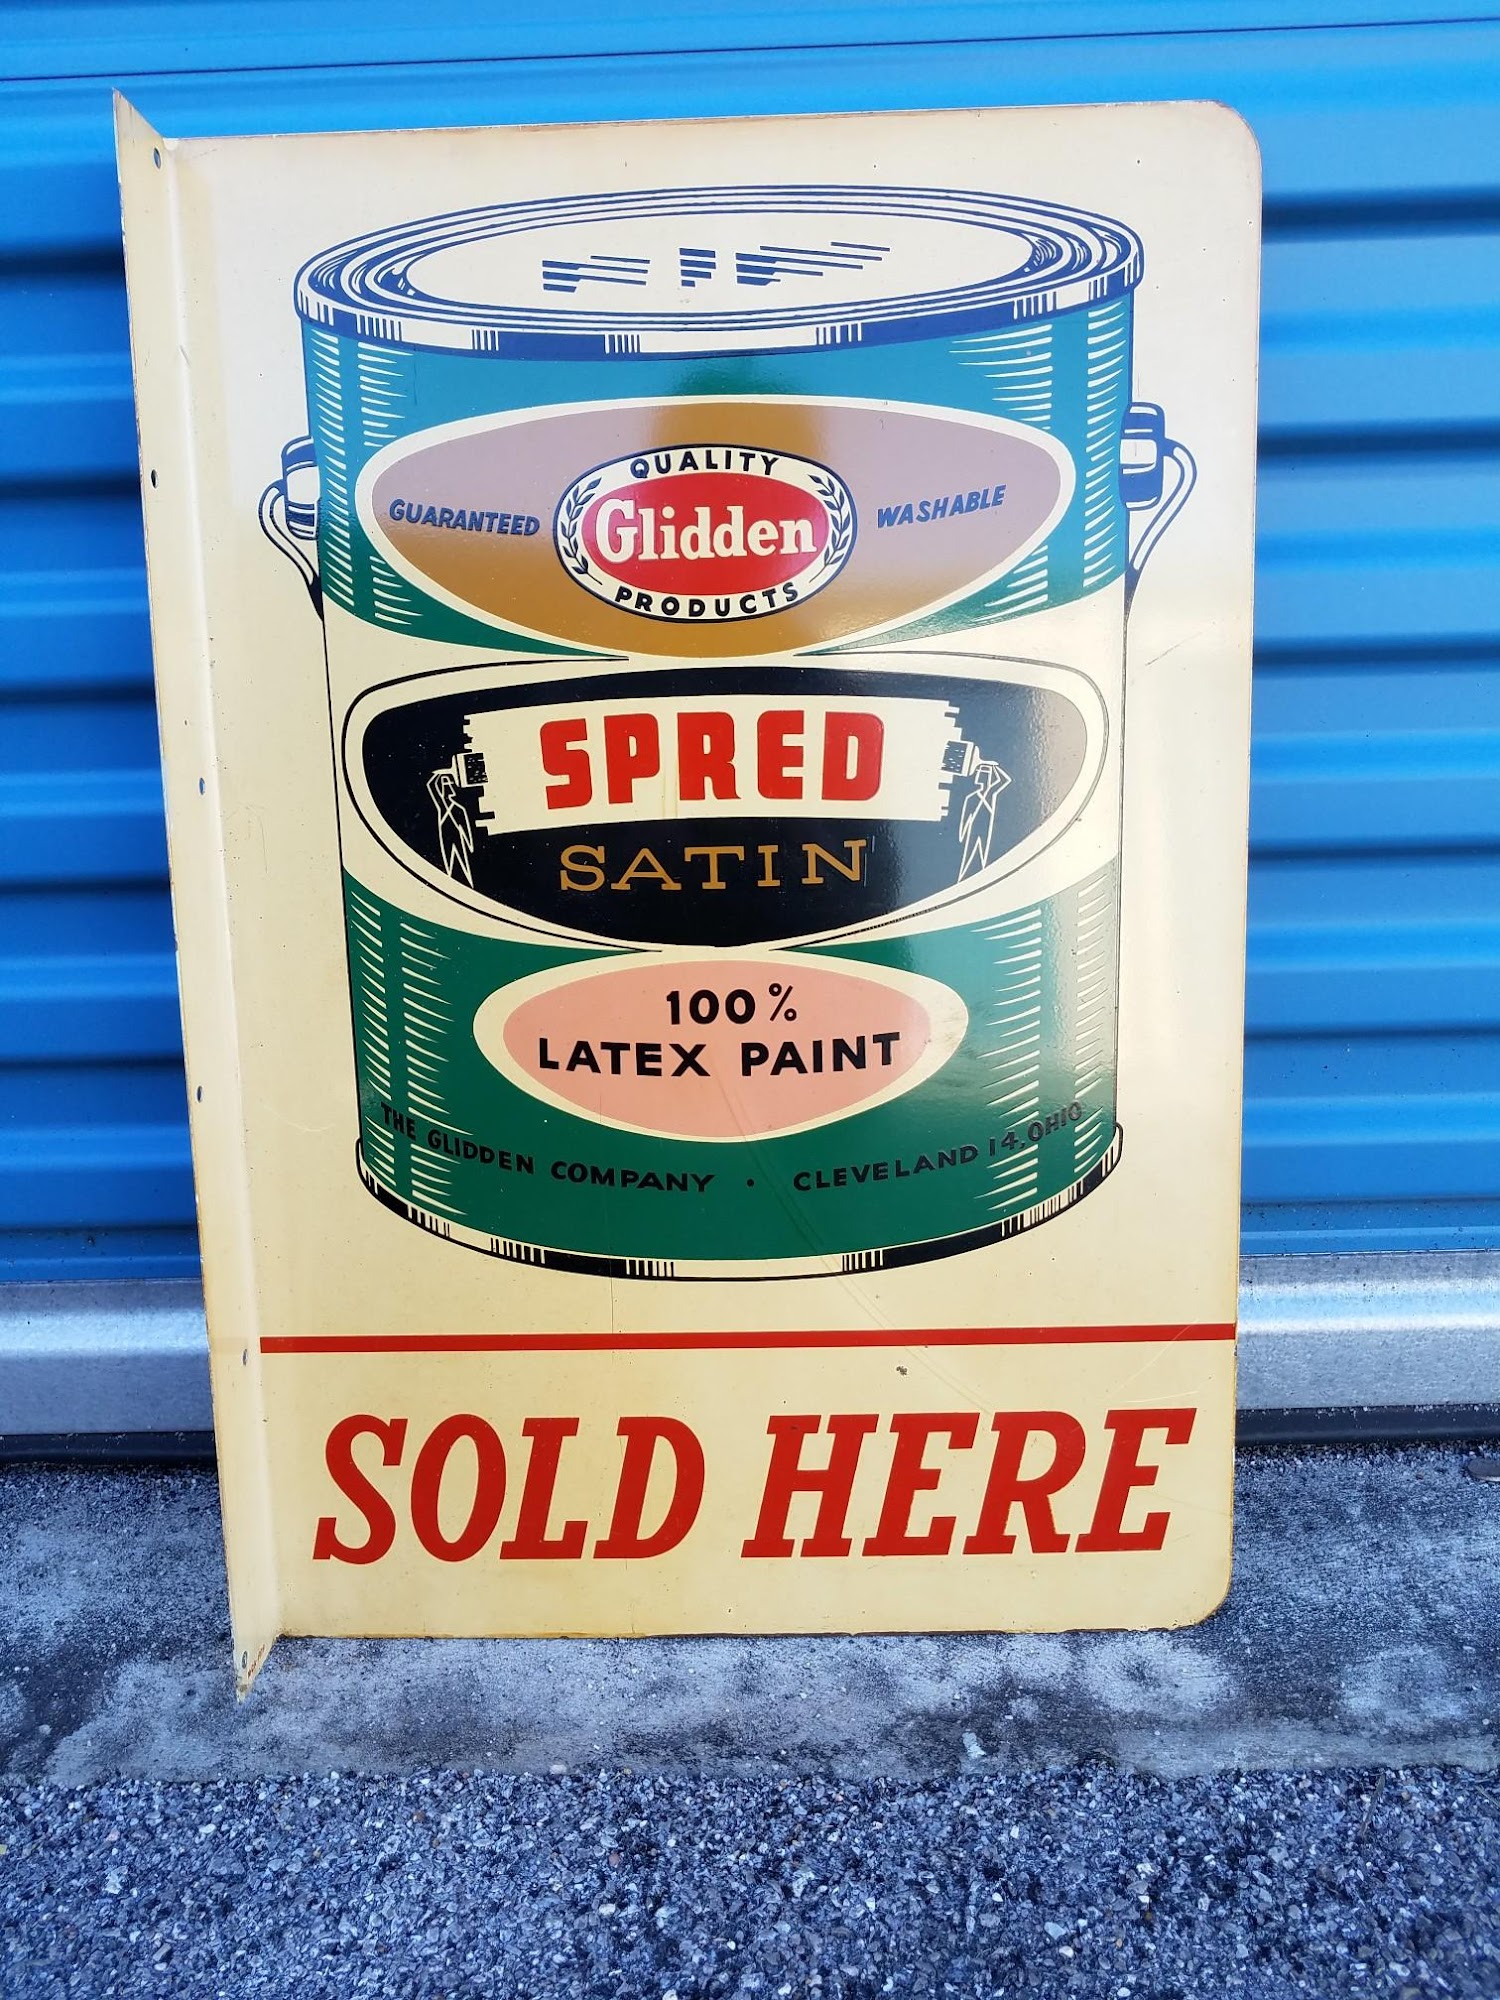 QUALITY
GUARANTEED Glidden WASHABLE
PRODUCTS
SPRED
SATIN
100%
LATEX PAINT
THE GLIDDEN COMPANY • CLEVELAND 14, OHIO
SOLD HERE